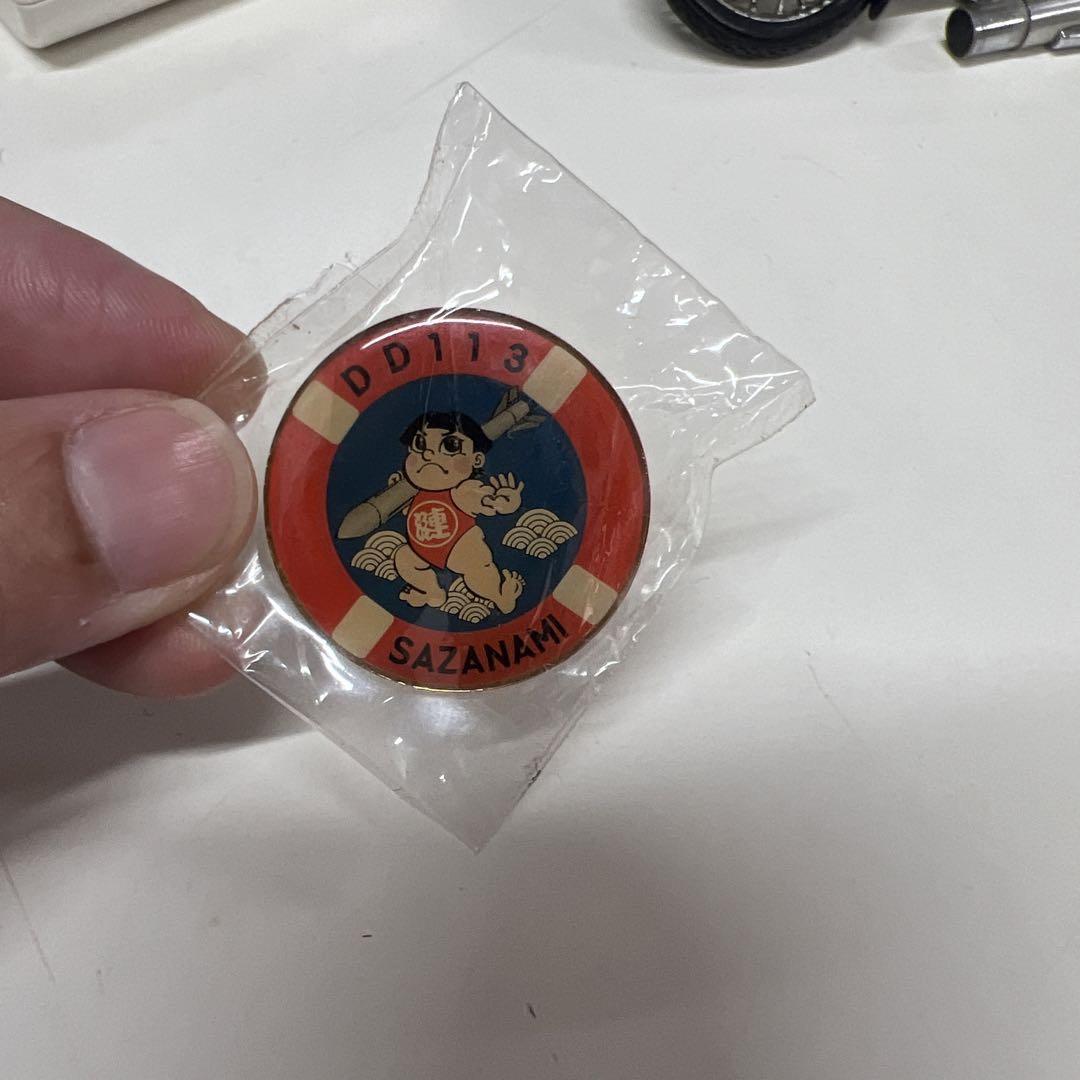 DD113
漣
SAZANAMI